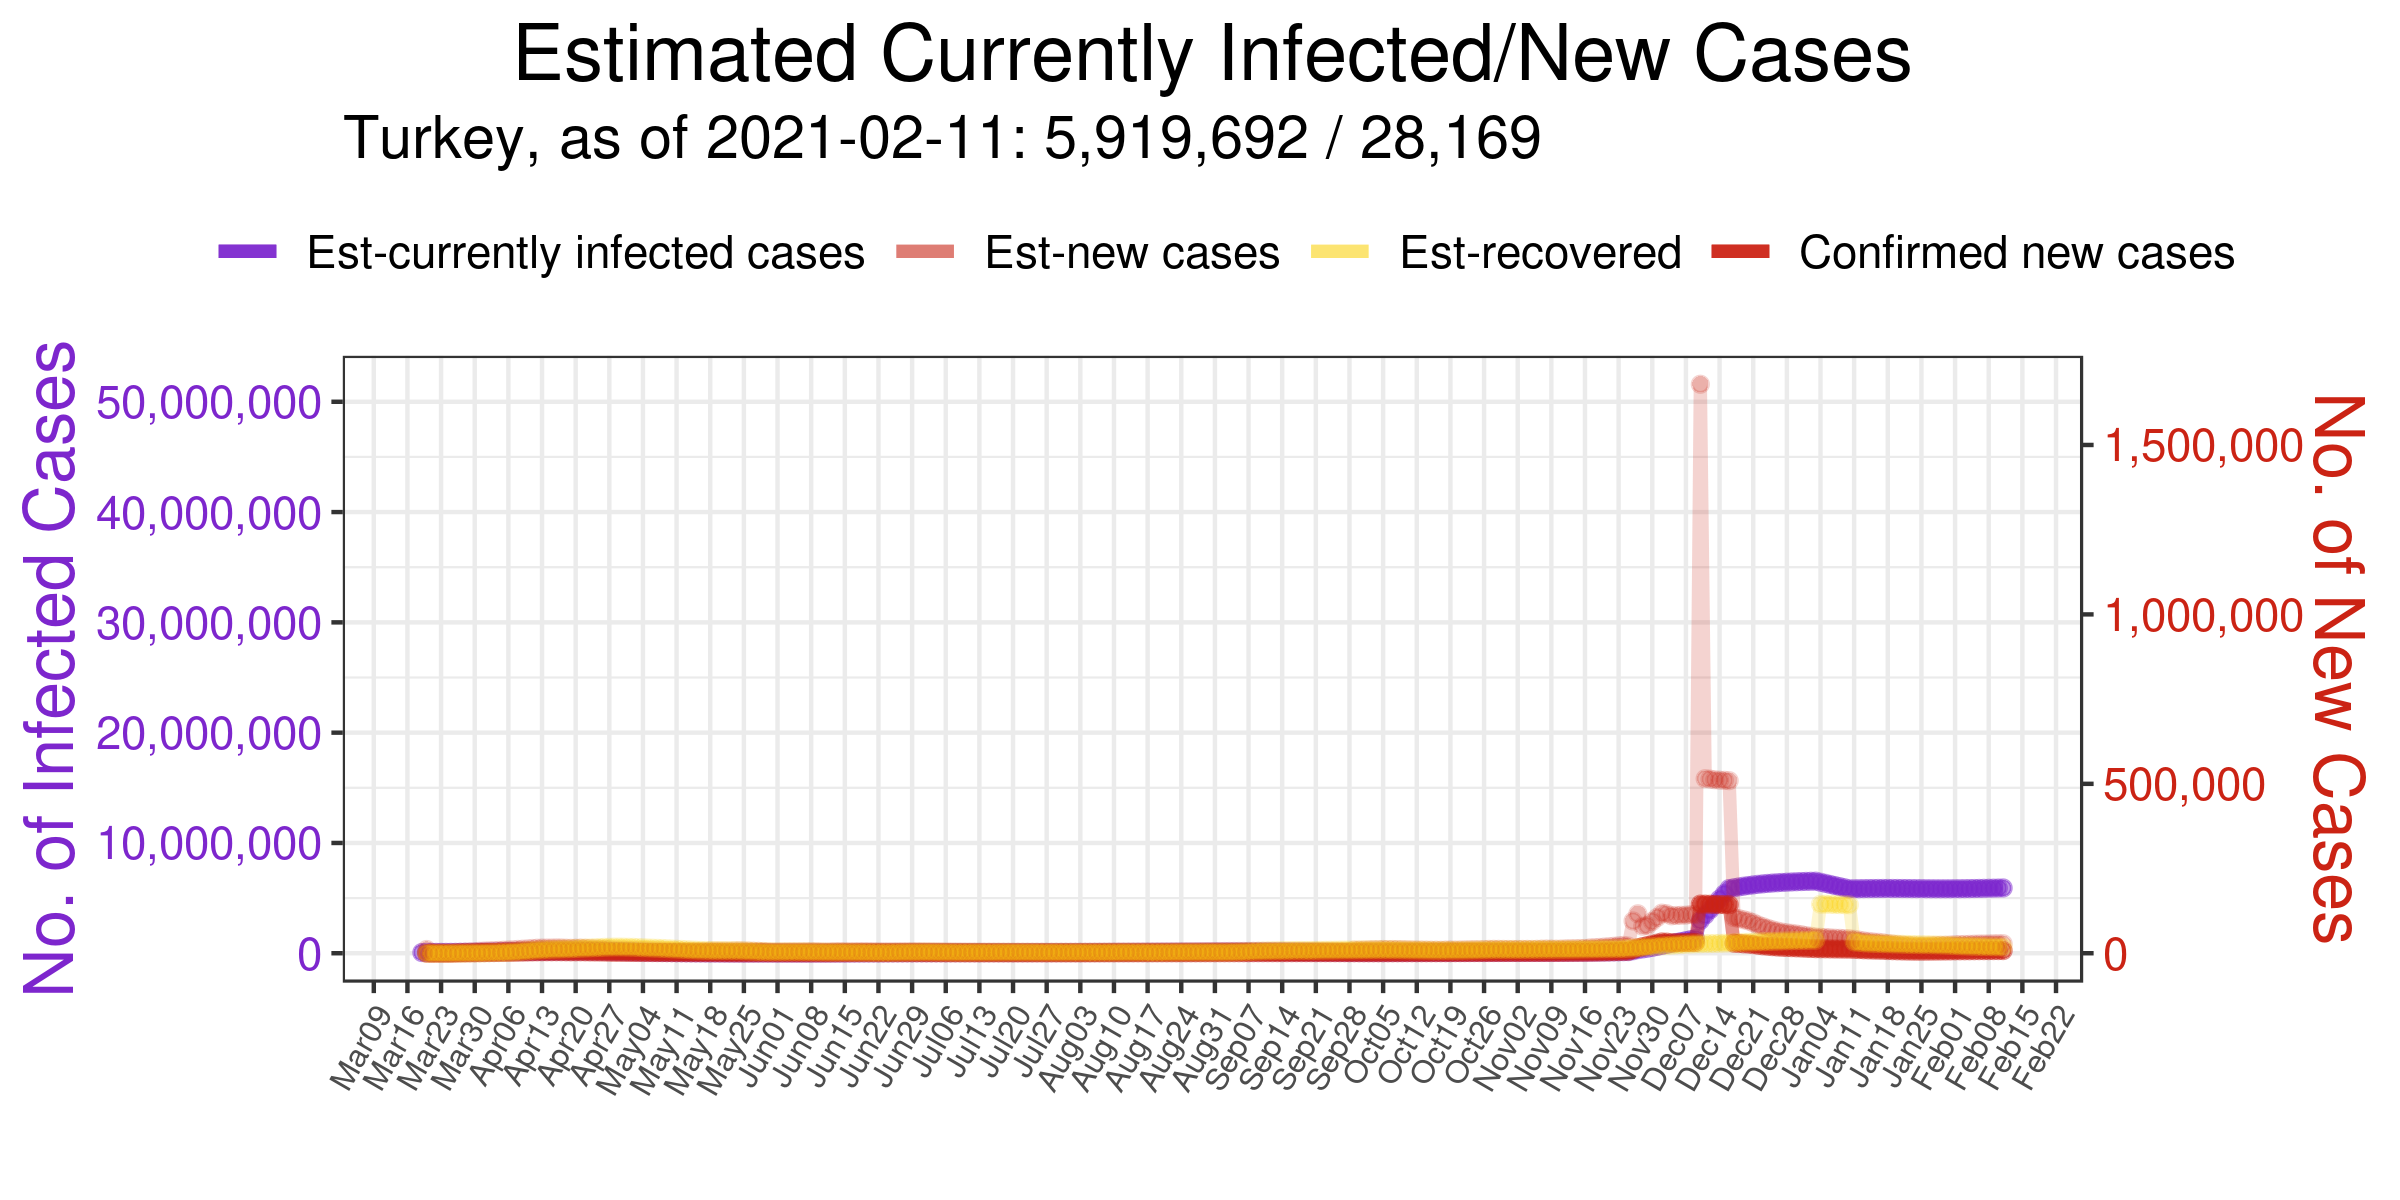 Estimated Currently Infected/New Cases
Turkey, as of 2021-02-11: 5,919,692 / 28,169
Est-currently infected cases Est-new cases Est-recovered Confirmed new cases
No. of Infected Cases
50,000,000
40,000,000
30,000,000
20,000,000
10,000,000
0
1,500,000
1,000,000
500,000
0
No. of New Cases
Mar09 Mar16 Mar23 Mar30 Apr06 Apr13 Apr20 Apr27 May04 May11 May18 May25 Jun01 Jun08 Jun15 Jun22 Jun29 Jul06 Jul13 Jul20 Jul27 Aug03 Aug10 Aug17 Aug24 Aug31 Sep07 Sep14 Sep21 Sep28 Oct05 Oct12 Oct19 Oct26 Nov02 Nov09 Nov16 Nov23 Nov30 Dec07 Dec14 Dec21 Dec28 Jan04 Jan11 Jan18 Jan25 Feb01 Feb08 Feb15 Feb22